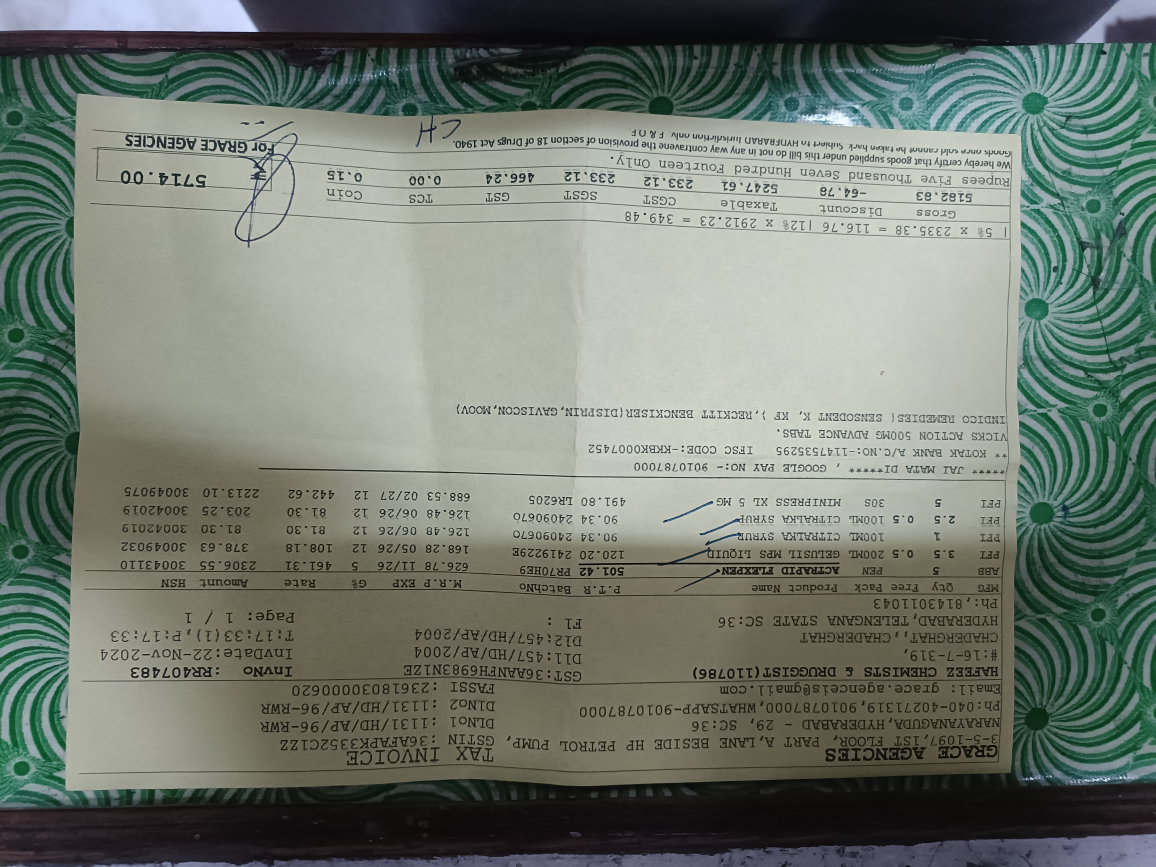 GRACE AGENCIES TAX INVOICE
3-5-1097,1ST FLOOR, PART A,LANE BESIDE HP PETROL PUMP, GSTIN :36AFAPK3352C1ZZ
NARAYANAGUDA,HYDERABAD - 29, SC:36 DLNO1 :1131/HD/AP/96-RWR
Ph:040-40271319,9010787000,WHATSAPP-9010787000 DLNO2 :1131/HD/AP/96-RWR
Email: grace.agencies@gmail.com FASSI :23618030000620
HAFEEZ CHEMISTS & DRUGGIST(110786) GST:36AANFH6983N1ZE InvNo :RR407483
#:16-7-319, D11:457/HD/AP/2004 InvDate:22-Nov-2024
CHADERGHAT,,CHADERGHAT D12:457/HD/AP/2004 T:17:33(1),P:17:33
HYDERABAD,TELENGANA STATE SC:36 F1 : Page: 1 / 1
Ph:,8143011043
MFG Qty Free Pack Product Name P.T.R. BatchNo M.R.P EXP G% Rate Amount HSN
ABB 5 PEN ACTRAPID FLEXPEN 501.42 PR70HE9 626.78 11/26 5 461.31 2306.55 30043110
PFI 3.5 0.5 200ML GELUSIL MPS LIQUID 120.20 2419229E 168.28 05/26 12 108.18 378.63 30049032
PFI 1 100ML CITRALKA SYRUP 90.34 24090670 126.48 06/26 12 81.30 81.30 30042019
PFI 2.5 0.5 100ML CITRALKA SYRUP 90.34 24090670 126.48 06/26 12 81.30 203.25 30042019
PFI 5 30S MINIPRESS XL 5 MG 491.80 LR6205 688.53 02/27 12 442.62 2213.10 30049075
***** JAI MATA DI***** , GOOGLE PAY NO:- 9010787000
** KOTAK BANK A/C.NO:-1147535295 IFSC CODE:-KKBK0007452
VICKS ACTION 500MG ADVANCE TABS.
INDICO REMEDIES( SENSODENT K, KF ),RECKITT BENCKISER(DISPRIN,GAVISCON,MOOV)
| 5% x 2335.38 = 116.76 |12% x 2912.23 = 349.48
Gross Discount Taxable CGST SGST GST TCS Coin
5182.83 -64.78 5247.61 233.12 233.12 466.24 0.00 0.15 5714.00
Rupees Five Thousand Seven Hundred Fourteen Only.
We hereby certify that goods supplied under this bill do not in any way contravene the provision of section 18 of Drugs Act 1940. For GRACE AGENCIES
Goods once sold cannot be taken back. Subject to HYDERABAD Jurisdiction only. E & O E
CH